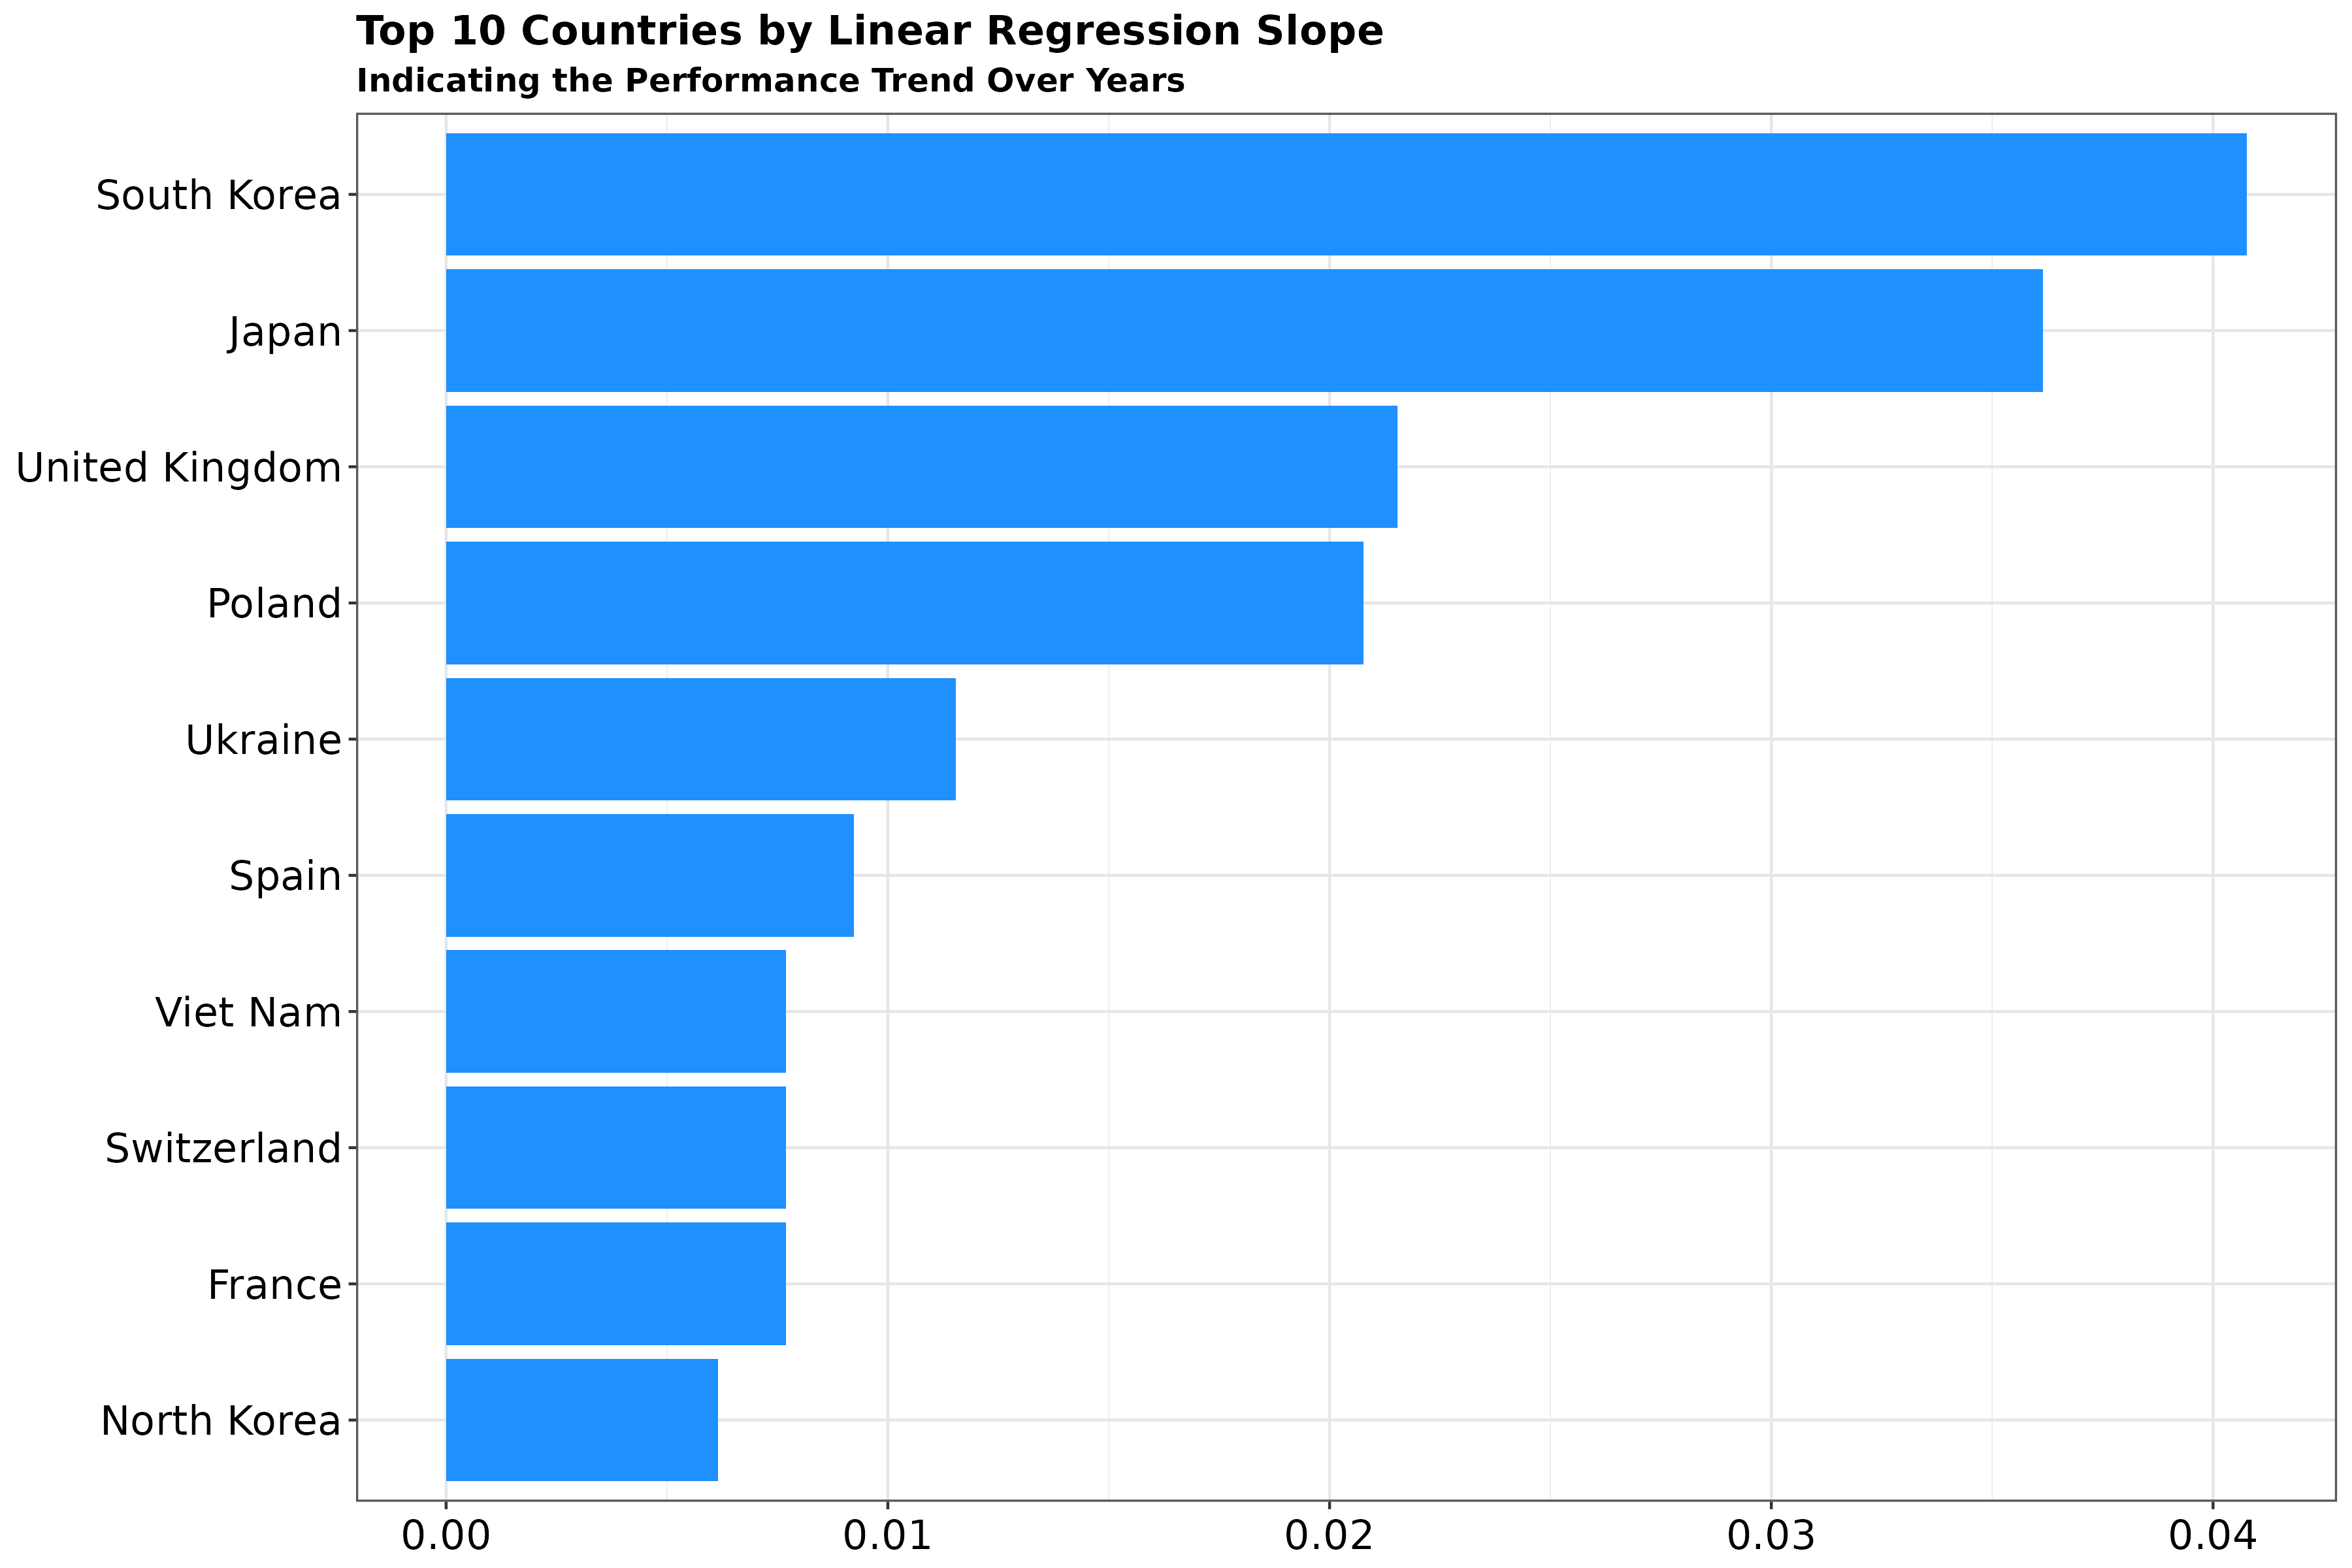 Top 10 Countries by Linear Regression Slope
Indicating the Performance Trend Over Years
South Korea
Japan
United Kingdom
Poland
Ukraine
Spain
Viet Nam
Switzerland
France
North Korea
0.00 0.01 0.02 0.03 0.04